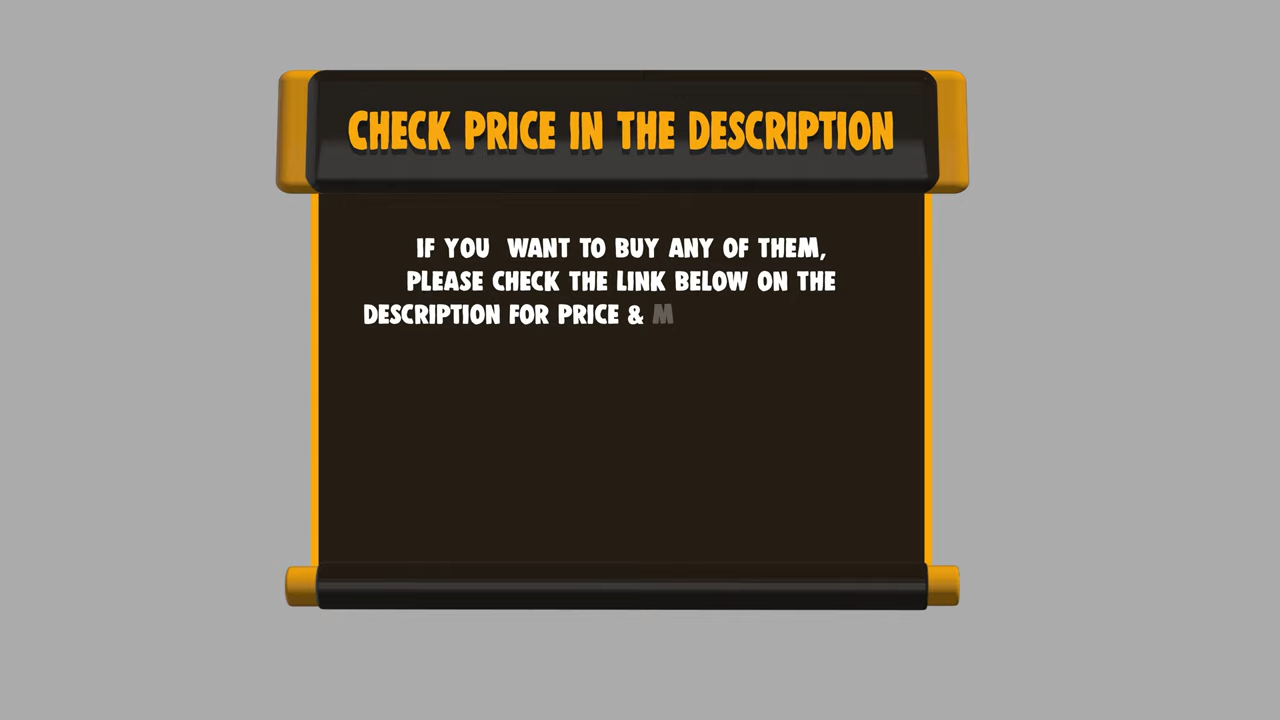 CHECK PRICE IN THE DESCRIPTION
IF YOU WANT TO BUY ANY OF THEM,
PLEASE CHECK THE LINK BELOW ON THE
DESCRIPTION FOR PRICE & M